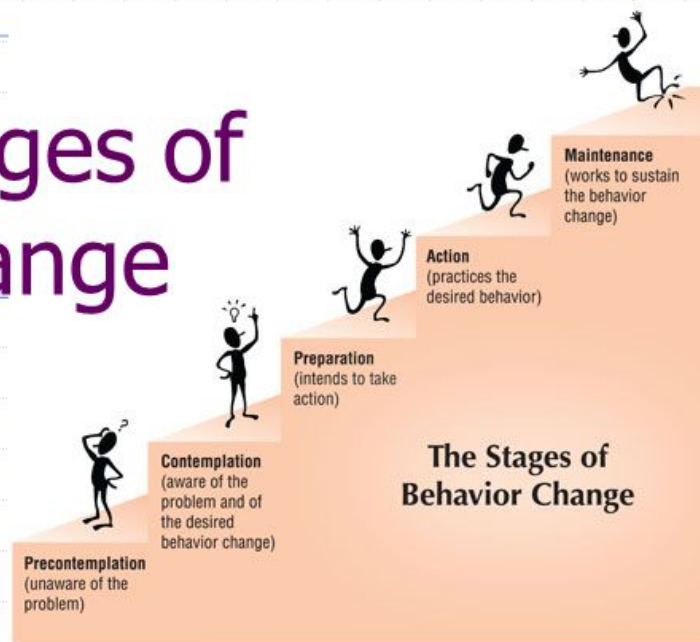 ges of
ange
?
Maintenance
(works to sustain
the behavior
change)
Action
(practices the
desired behavior)
Preparation
(intends to take
action)
Contemplation
(aware of the
problem and of
the desired
behavior change)
The Stages of
Behavior Change
Precontemplation
(unaware of the
problem)